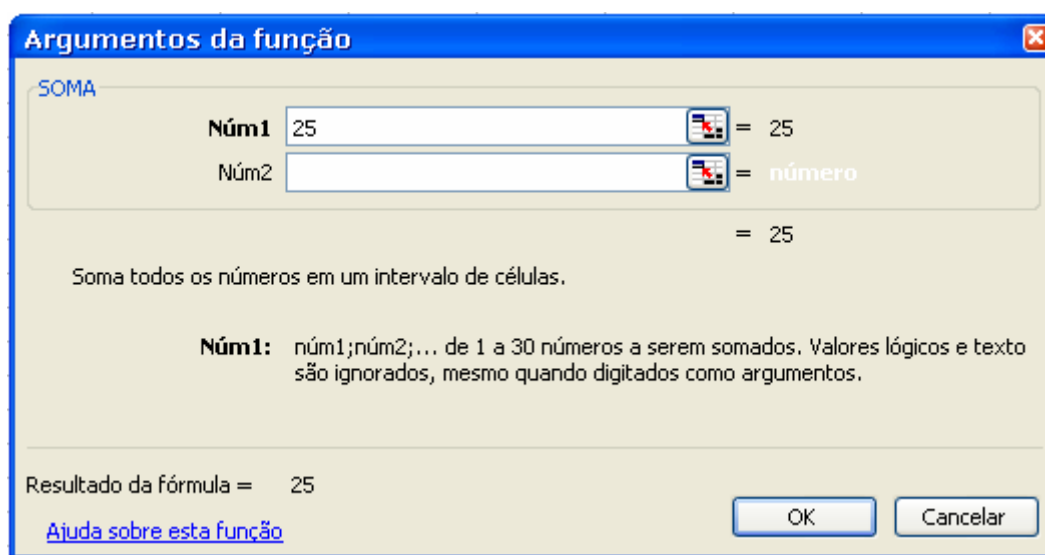 Argumentos da função
SOMA
Núm1 25 = 25
Núm2 = número
= 25
Soma todos os números em um intervalo de células.
Núm1: núm1;núm2;... de 1 a 30 números a serem somados. Valores lógicos e texto
são ignorados, mesmo quando digitados como argumentos.
Resultado da fórmula = 25
Ajuda sobre esta função
OK Cancelar